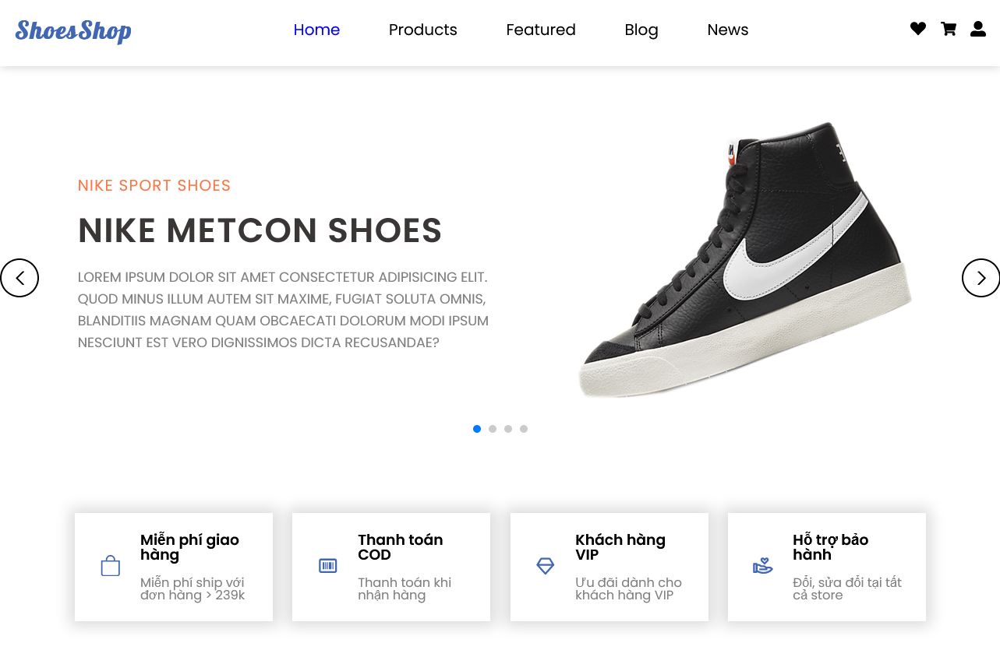 ShoesShop
Home
Products
Featured
Blog
News
NIKE SPORT SHOES
NIKE METCON SHOES
LOREM IPSUM DOLOR SIT AMET CONSECTETUR ADIPISICING ELIT.
QUOD MINUS ILLUM AUTEM SIT MAXIME, FUGIAT SOLUTA OMNIS,
BLANDITIIS MAGNAM QUAM OBCAECATI DOLORUM MODI IPSUM
NESCIUNT EST VERO DIGNISSIMOS DICTA RECUSANDAE?
Miễn phí giao
hàng
Miễn phí ship với
đơn hàng > 239k
Thanh toán
COD
Thanh toán khi
nhận hàng
Khách hàng
VIP
Ưu đãi dành cho
khách hàng VIP
Hỗ trợ bảo
hành
Đổi, sửa đổi tại tất
cả store